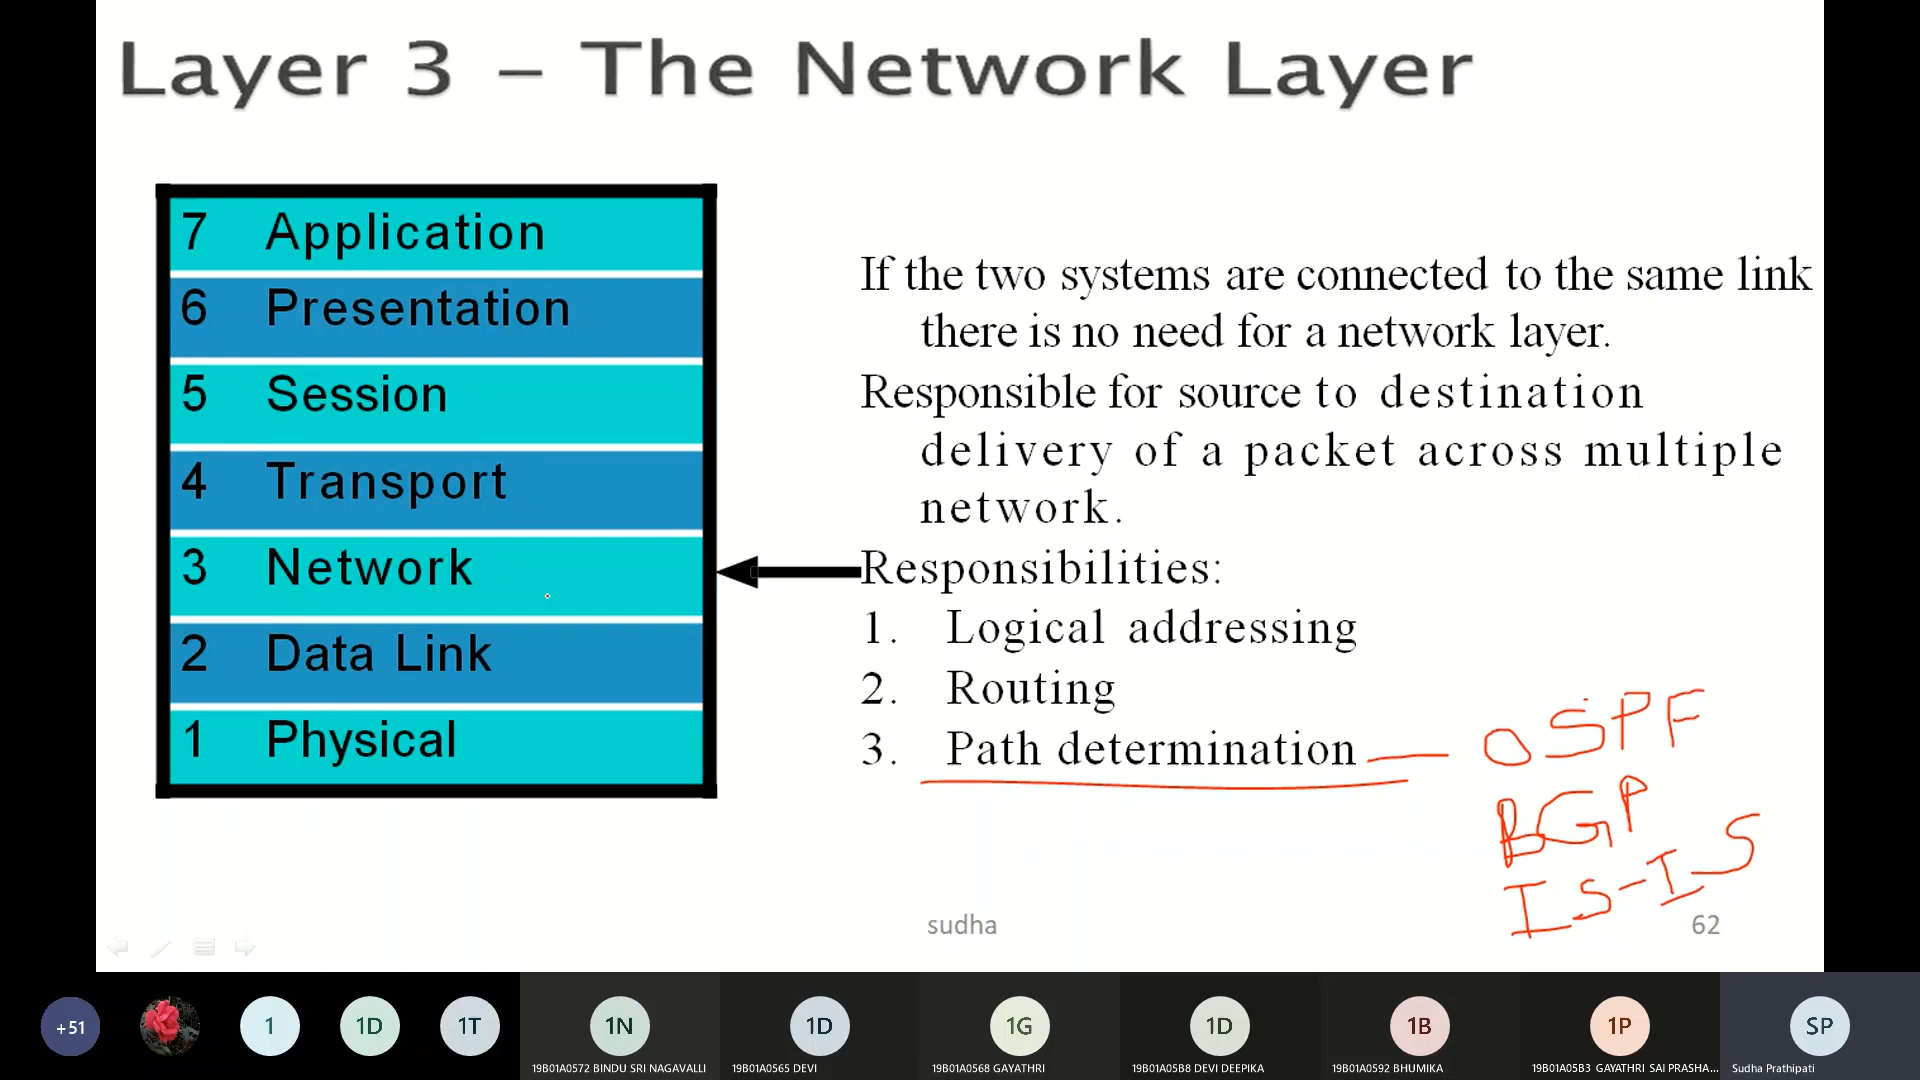 Layer 3 – The Network Layer
7 Application
6 Presentation
5 Session
4 Transport
3 Network
2 Data Link
1 Physical
If the two systems are connected to the same link
there is no need for a network layer.
Responsible for source to destination
delivery of a packet across multiple
network.
Responsibilities:
1. Logical addressing
2. Routing
3. Path determination
OSPF
BGP
IS-IS
sudha
62
+51
1
1D
1T
1N
1D
1G
1D
1B
1P
SP
19B01A0572 BINDU SRI NAGAVALLI
19B01A0565 DEVI
19B01A0568 GAYATHRI
19B01A05B8 DEVI DEEPIKA
19B01A0592 BHUMIKA
19B01A05B3 GAYATHRI SAI PRASHA...
Sudha Prathipati